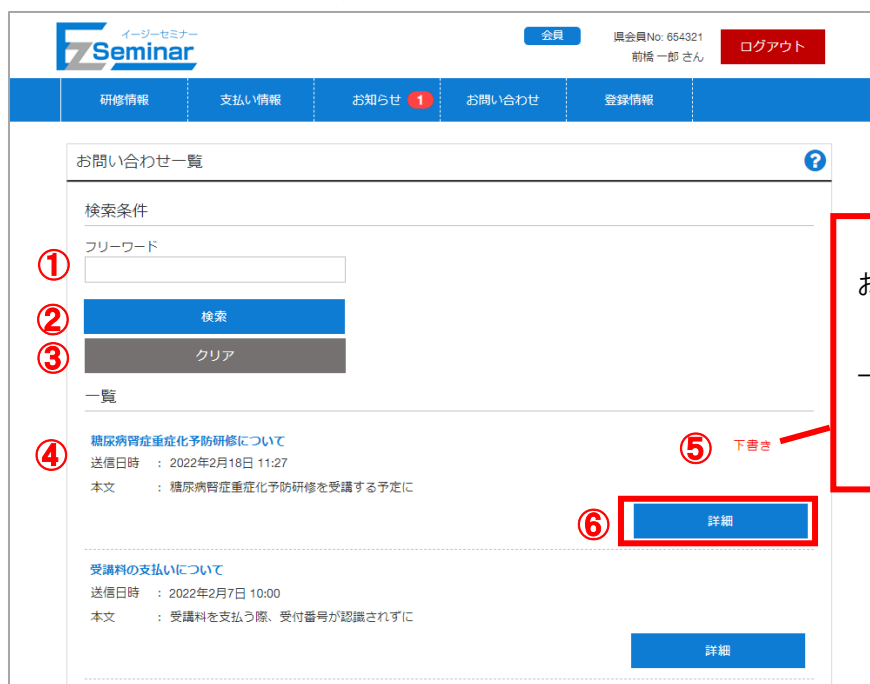 イージーセミナー
EZ Seminar
会員
県会員No: 654321
前橋 一郎 さん
ログアウト
研修情報
支払い情報
お知らせ 1
お問い合わせ
登録情報
お問い合わせ一覧
?
検索条件
フリーワード
①
② 検索
③ クリア
一覧
④ 糖尿病腎症重症化予防研修について
⑤ 下書き
送信日時 : 2022年2月18日 11:27
本文 : 糖尿病腎症重症化予防研修を受講する予定に
⑥ 詳細
受講料の支払いについて
送信日時 : 2022年2月7日 10:00
本文 : 受講料を支払う際、受付番号が認識されずに
詳細